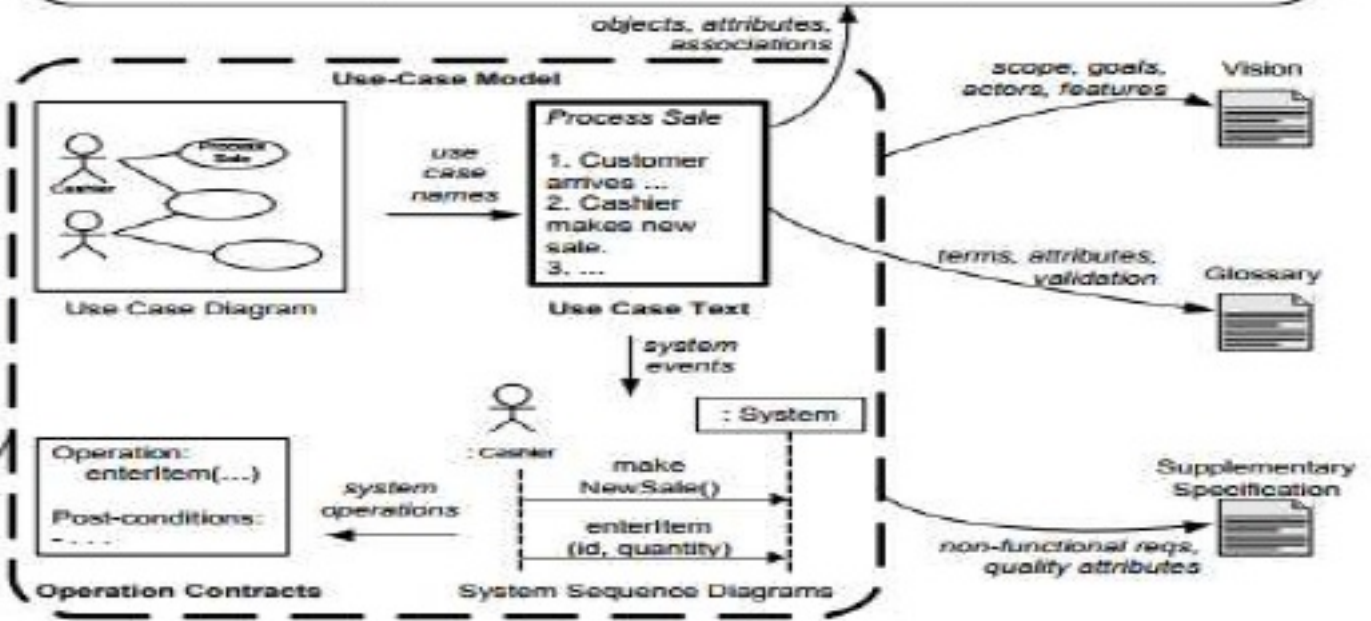 objects, attributes,
associations
Use-Case Model
Process
Sale
Cashier
Use Case Diagram
use
case
names
Process Sale
1. Customer
arrives ...
2. Cashier
makes new
sale.
3. ...
Use Case Text
scope, goals,
actors, features
Vision
terms, attributes,
validation
Glossary
system
events
: Cashier
: System
make
NewSale()
enterItem
(id, quantity)
System Sequence Diagrams
system
operations
Operation:
enterItem(...)
Post-conditions:
- . . .
Operation Contracts
Supplementary
Specification
non-functional reqs,
quality attributes